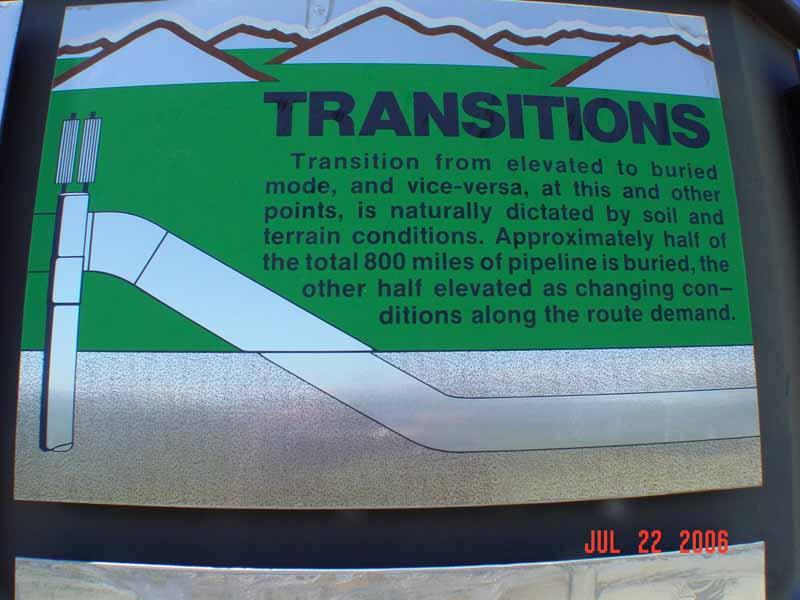 TRANSITIONS
Transition from elevated to buried
mode, and vice-versa, at this and other
points, is naturally dictated by soil and
terrain conditions. Approximately half of
the total 800 miles of pipeline is buried, the
other half elevated as changing con-
ditions along the route demand.
JUL 22 2006